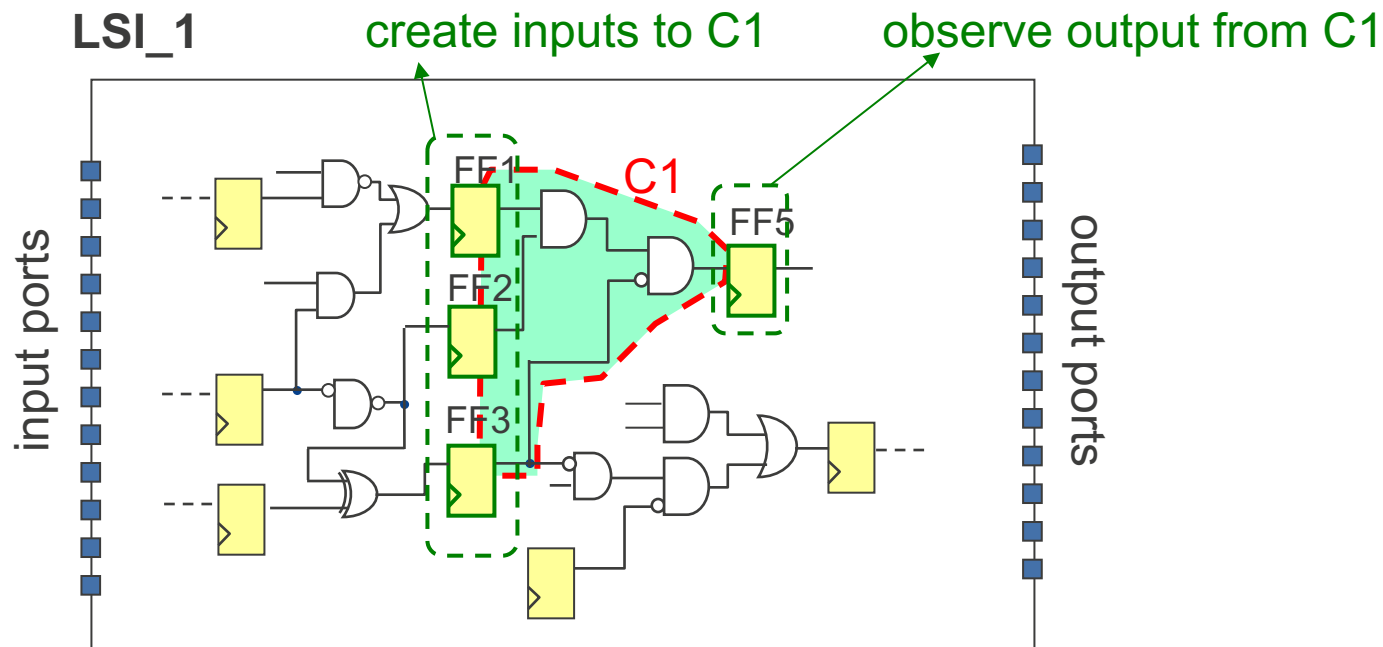 LSI_1
create inputs to C1
observe output from C1
input ports
FF1
C1
FF5
FF2
FF3
output ports